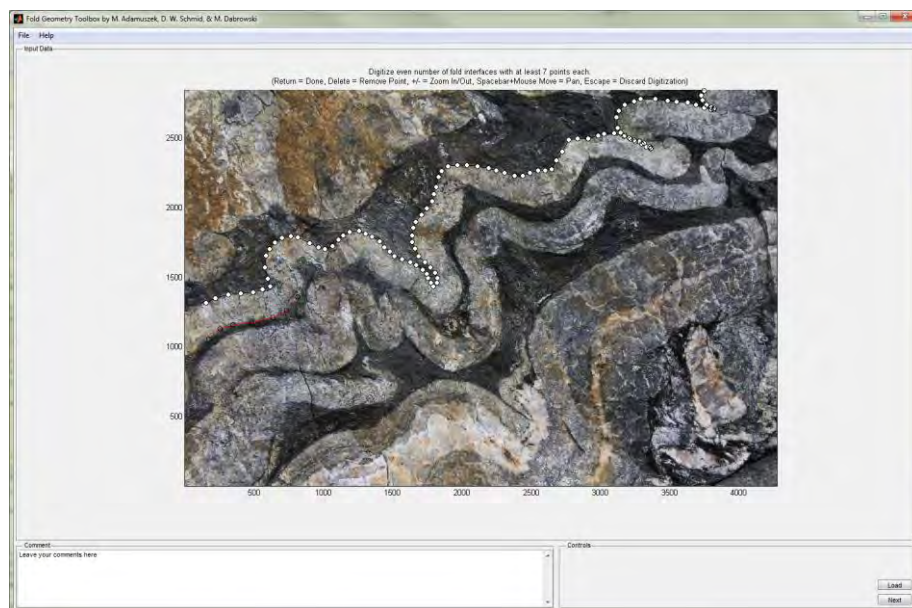 Fold Geometry Toolbox by M. Adamuszek, D. W. Schmid, & M. Dabrowski
File Help
Input Data
Digitize even number of fold interfaces with at least 7 points each.
(Return = Done, Delete = Remove Point, +/- = Zoom In/Out, Spacebar+Mouse Move = Pan, Escape = Discard Digitization)
2500
2000
1500
1000
500
500 1000 1500 2000 2500 3000 3500 4000
Comment
Leave your comments here
Controls
Load
Next